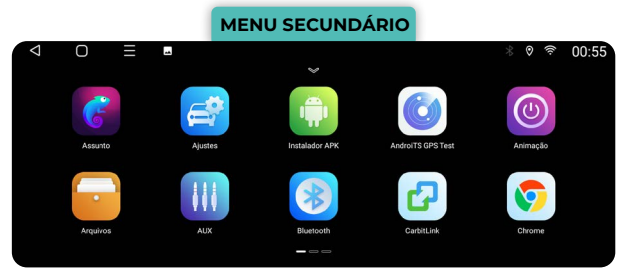 MENU SECUNDÁRIO
00:55
Assunto
Ajustes
Instalador APK
AndroiTS GPS Test
Animação
Arquivos
AUX
Bluetooth
CarbitLink
Chrome